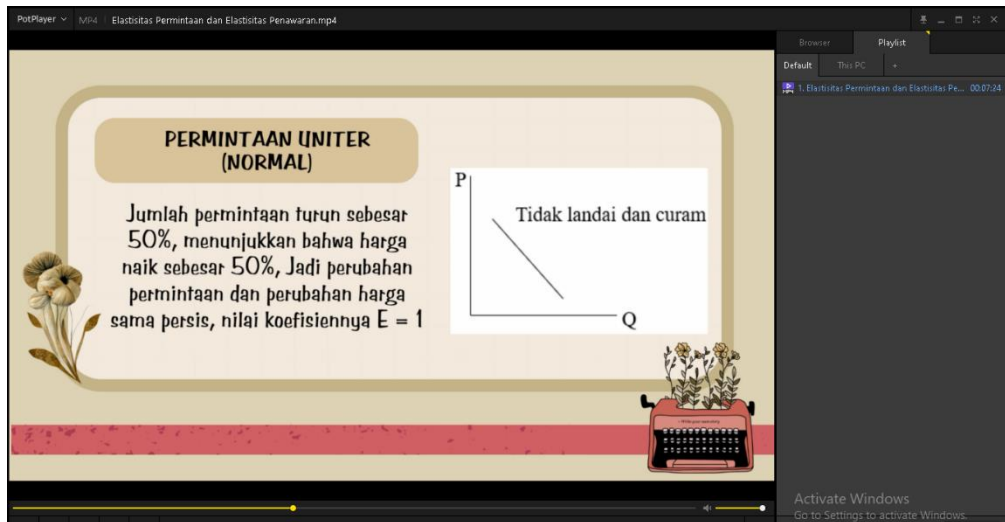 PotPlayer MP4 Elastisitas Permintaan dan Elastisitas Penawaran.mp4
Browser Playlist
Default This PC +
1. Elastisitas Permintaan dan Elastisitas Pe... 00:07:24
PERMINTAAN UNITER
(NORMAL)
Jumlah permintaan turun sebesar
50%, menunjukkan bahwa harga
naik sebesar 50%, Jadi perubahan
permintaan dan perubahan harga
sama persis, nilai koefisiennya E = 1
P
Tidak landai dan curam
Q
Activate Windows
Go to Settings to activate Windows.